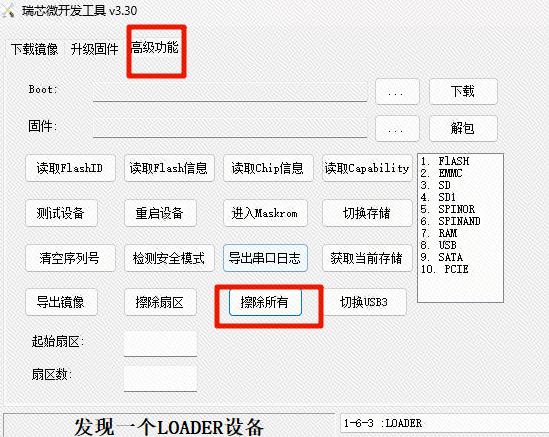 瑞芯微开发工具 v3.30
下载镜像 升级固件 高级功能
Boot: ... 下载
固件: ... 解包
读取FlashID 读取Flash信息 读取Chip信息 读取Capability
测试设备 重启设备 进入Maskrom 切换存储
清空序列号 检测安全模式 导出串口日志 获取当前存储
导出镜像 擦除扇区 擦除所有 切换USB3
1. FlASH
2. EMMC
3. SD
4. SD1
5. SPINOR
6. SPINAND
7. RAM
8. USB
9. SATA
10. PCIE
起始扇区:
扇区数:
发现一个LOADER设备 1-6-3 :LOADER